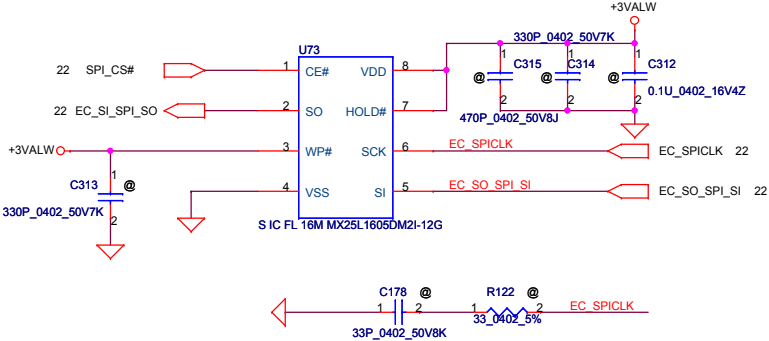 +3VALW
U73
330P_0402_50V7K
22 SPI_CS#
1 CE#
VDD 8
1
C315
1
C314
1
C312
@
@
@
0.1U_0402_16V4Z
22 EC_SI_SPI_SO
2 SO
HOLD# 7
2
2
2
470P_0402_50V8J
+3VALW
3 WP#
SCK 6
EC_SPICLK
EC_SPICLK 22
C313
1
@
4 VSS
SI 5
EC_SO_SPI_SI
EC_SO_SPI_SI 22
330P_0402_50V7K
2
S IC FL 16M MX25L1605DM2I-12G
C178 @
R122 @
1 2
1 2
EC_SPICLK
33P_0402_50V8K
33_0402_5%